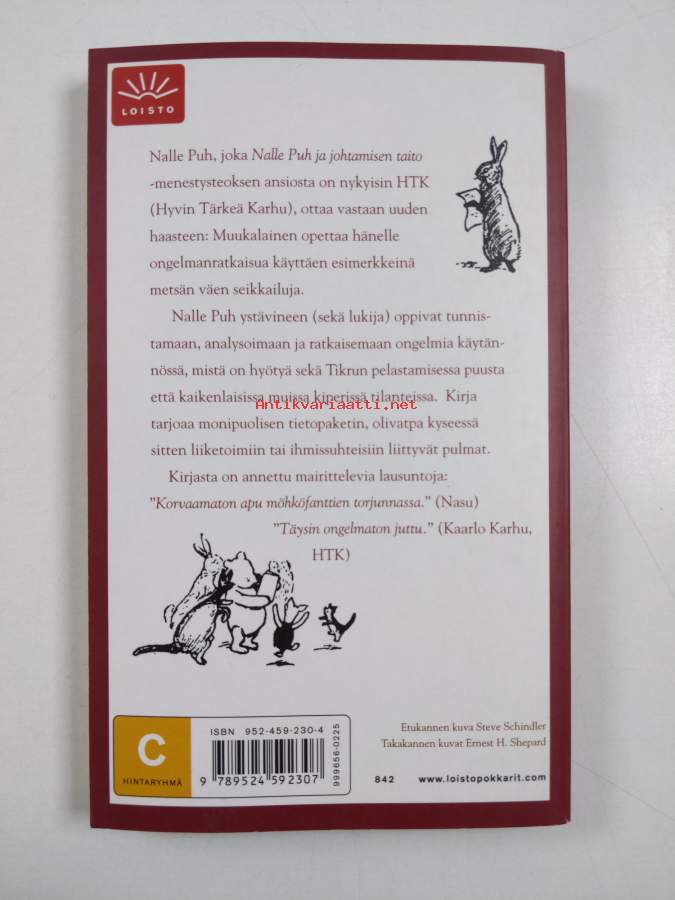 LOISTO
Nalle Puh, joka Nalle Puh ja johtamisen taito
-menestysteoksen ansiosta on nykyisin HTK
(Hyvin Tärkeä Karhu), ottaa vastaan uuden
haasteen: Muukalainen opettaa hänelle
ongelmanratkaisua käyttäen esimerkkeinä
metsän väen seikkailuja.
Nalle Puh ystävineen (sekä lukija) oppivat tunnis-
tamaan, analysoimaan ja ratkaisemaan ongelmia käytän-
nössä, mistä on hyötyä sekä Tikrun pelastamisessa puusta
että kaikenlaisissa muissa kiperissä tilanteissa. Kirja
Antikvariaatti.net
tarjoaa monipuolisen tietopaketin, olivatpa kyseessä
sitten liiketoimiin tai ihmissuhteisiin liittyvät pulmat.
Kirjasta on annettu mairittelevia lausuntoja:
"Korvaamaton apu möhköfanttien torjunnassa." (Nasu)
"Täysin ongelmaton juttu." (Kaarlo Karhu,
HTK)
C
HINTARYHMÄ
ISBN 952-459-230-4
9 789524 592307
999656-0225
Etukannen kuva Steve Schindler
Takakannen kuvat Ernest H. Shepard
842 www.loistopokkarit.com